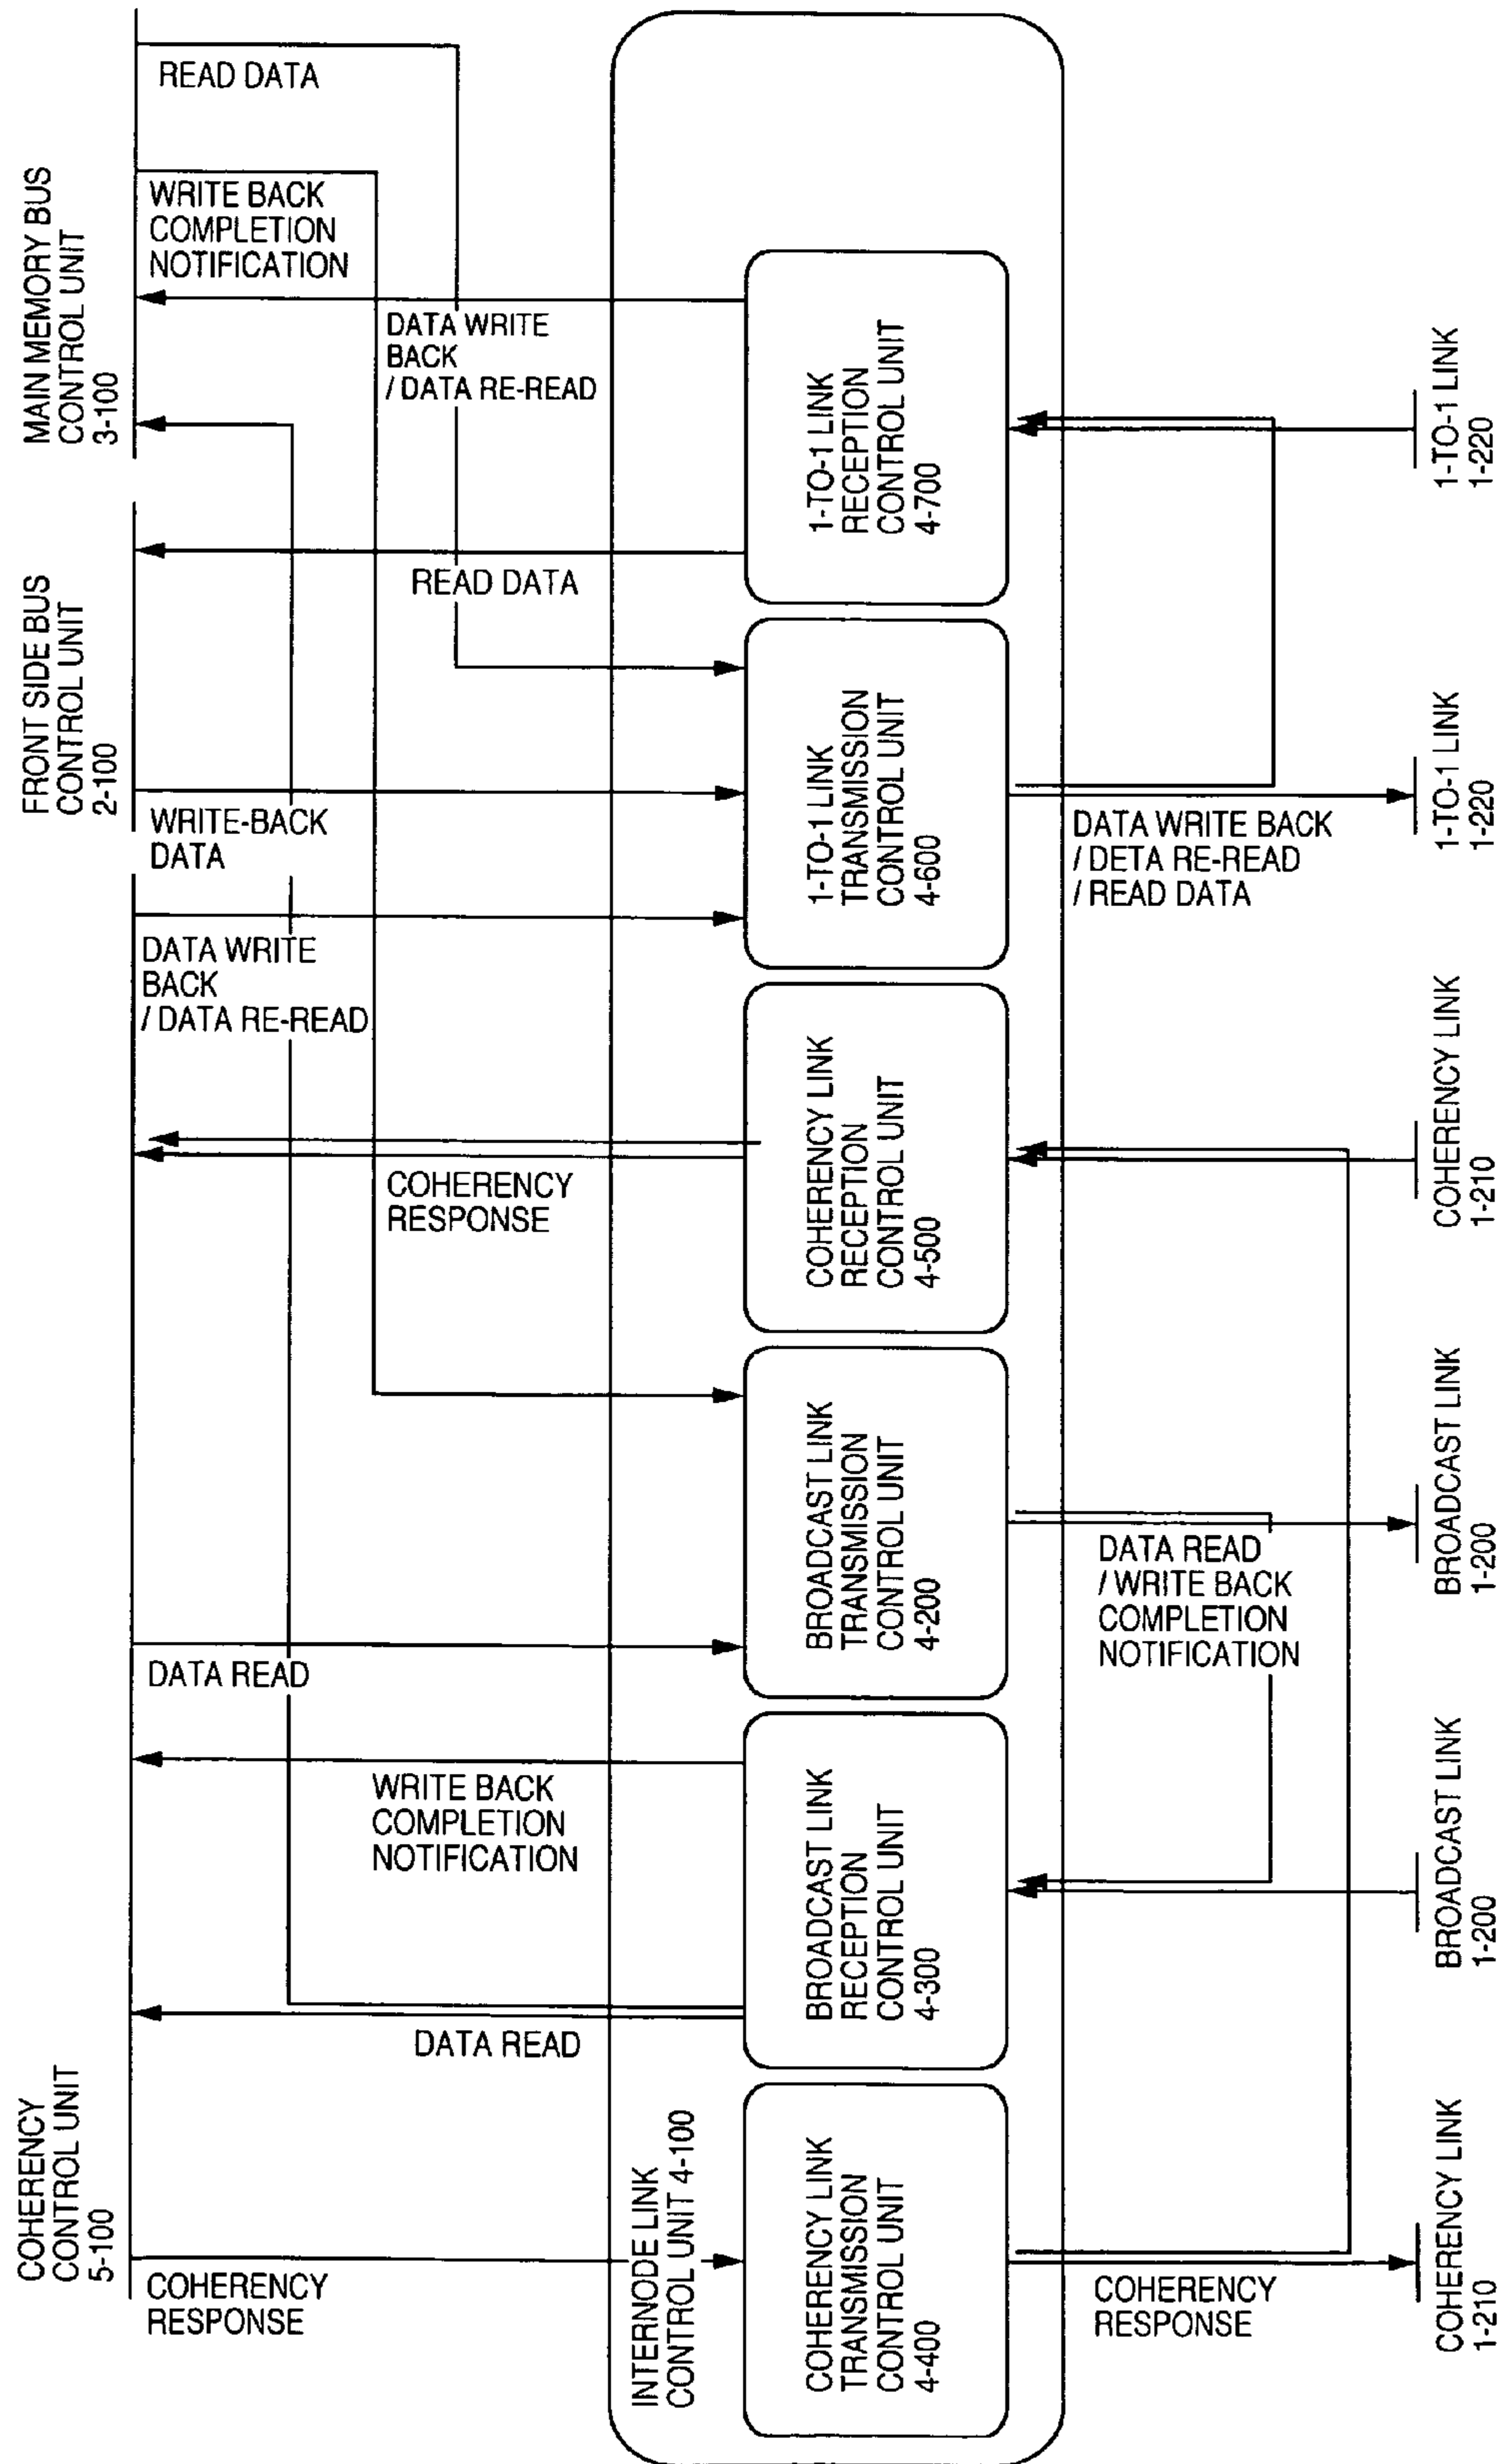 COHERENCY
CONTROL UNIT
5-100
FRONT SIDE BUS
CONTROL UNIT
2-100
MAIN MEMORY BUS
CONTROL UNIT
3-100
READ DATA
WRITE BACK
COMPLETION
NOTIFICATION
DATA WRITE
BACK
/ DATA RE-READ
READ DATA
WRITE-BACK
DATA
DATA WRITE
BACK
/ DATA RE-READ
COHERENCY
RESPONSE
DATA READ
WRITE BACK
COMPLETION
NOTIFICATION
DATA READ
COHERENCY
RESPONSE
INTERNODE LINK
CONTROL UNIT 4-100
COHERENCY LINK
TRANSMISSION
CONTROL UNIT
4-400
BROADCAST LINK
RECEPTION
CONTROL UNIT
4-300
BROADCAST LINK
TRANSMISSION
CONTROL UNIT
4-200
COHERENCY LINK
RECEPTION
CONTROL UNIT
4-500
1-TO-1 LINK
TRANSMISSION
CONTROL UNIT
4-600
1-TO-1 LINK
RECEPTION
CONTROL UNIT
4-700
DATA WRITE BACK
/ DETA RE-READ
/ READ DATA
DATA READ
/ WRITE BACK
COMPLETION
NOTIFICATION
COHERENCY
RESPONSE
COHERENCY LINK
1-210
BROADCAST LINK
1-200
BROADCAST LINK
1-200
COHERENCY LINK
1-210
1-TO-1 LINK
1-220
1-TO-1 LINK
1-220